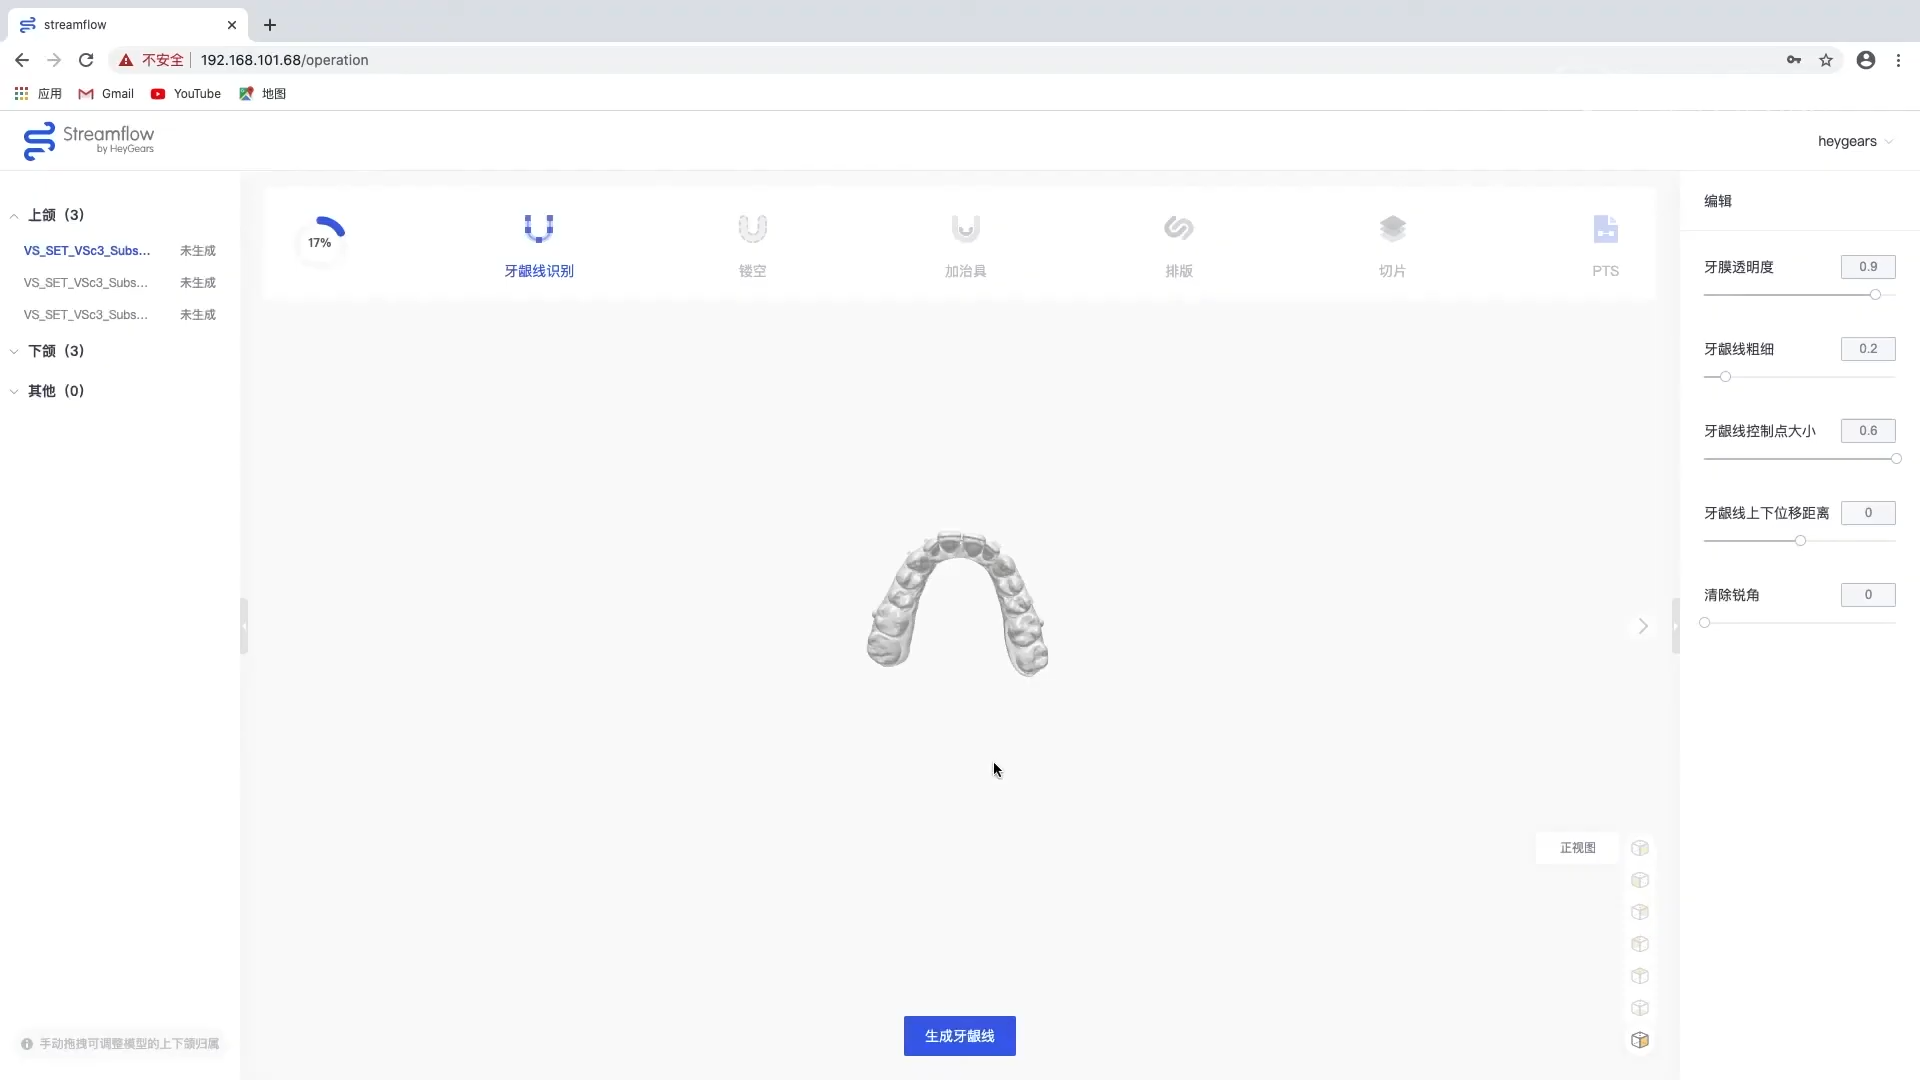 streamflow
不安全
192.168.101.68/operation
应用
Gmail
YouTube
地图
Streamflow
by HeyGears
heygears
上颌（3）
VS_SET_VSc3_Subs...
未生成
VS_SET_VSc3_Subs...
未生成
VS_SET_VSc3_Subs...
未生成
下颌（3）
其他（0）
17%
牙龈线识别
镂空
加治具
排版
切片
PTS
编辑
牙膜透明度
0.9
牙龈线粗细
0.2
牙龈线控制点大小
0.6
牙龈线上下位移距离
0
清除锐角
0
正视图
手动拖拽可调整模型的上下颌归属
生成牙龈线